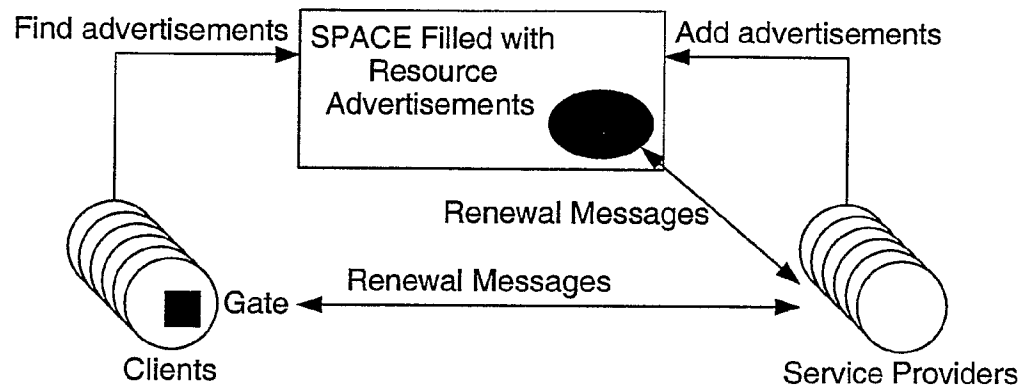 Find advertisements
SPACE Filled with
Resource
Advertisements
Add advertisements
Renewal Messages
Renewal Messages
Gate
Clients
Service Providers